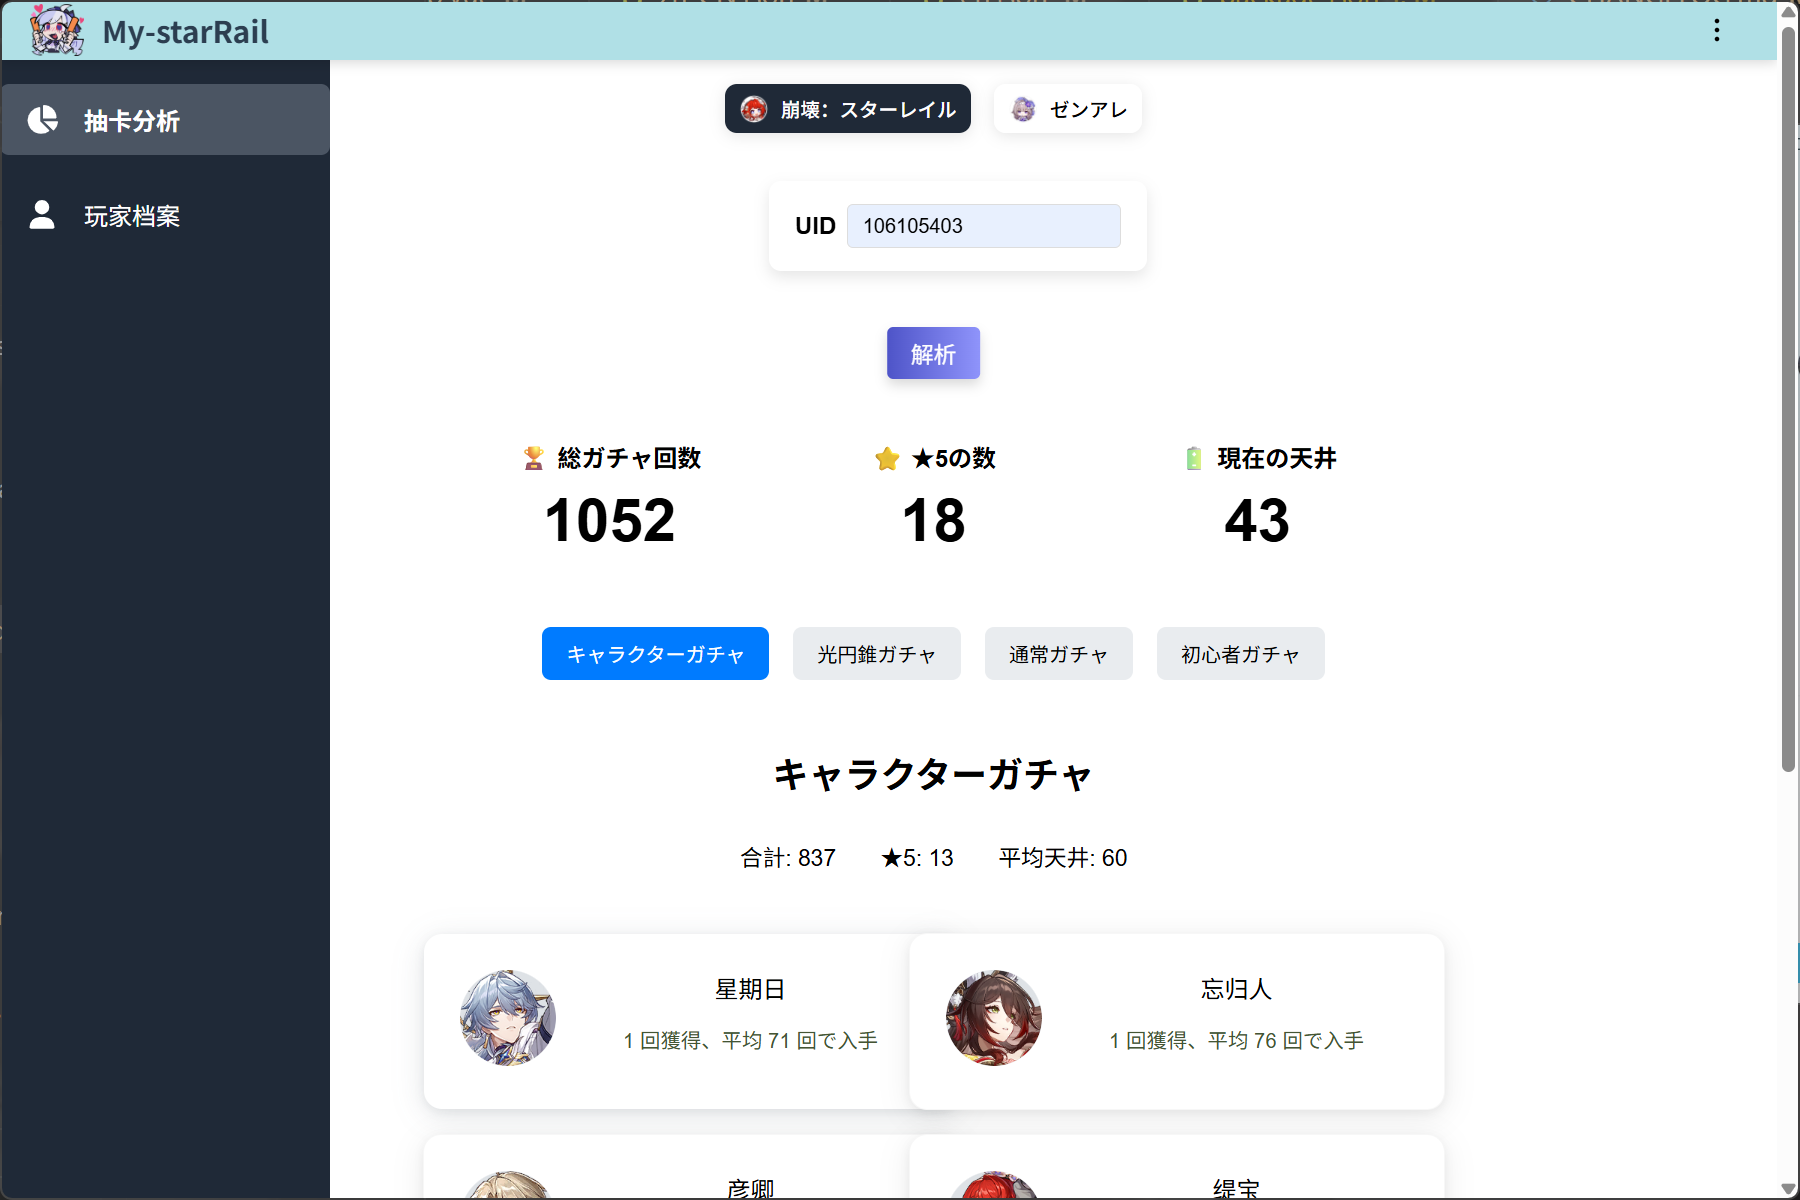 My-starRail
抽卡分析
玩家档案
崩壊：スターレイル
ゼンアレ
UID 106105403
解析
総ガチャ回数
1052
★5の数
18
現在の天井
43
キャラクターガチャ
光円錐ガチャ
通常ガチャ
初心者ガチャ
キャラクターガチャ
合計: 837 ★5: 13 平均天井: 60
星期日
1 回獲得、平均 71 回で入手
忘归人
1 回獲得、平均 76 回で入手
彦卿
缇宝